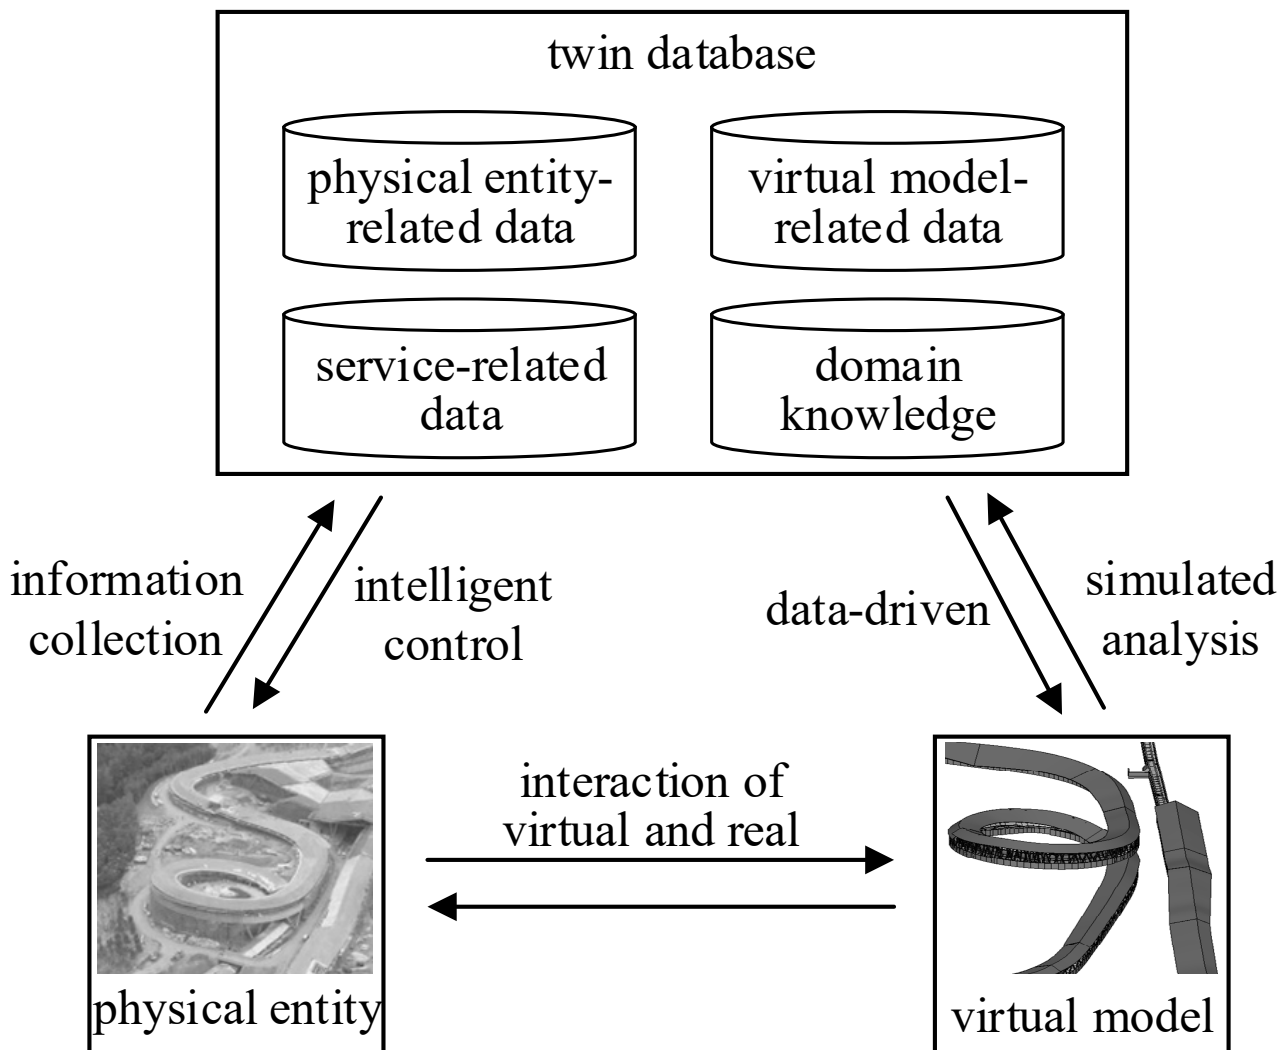 twin database
physical entity-
related data
virtual model-
related data
service-related
data
domain
knowledge
information
collection
intelligent
control
data-driven
simulated
analysis
interaction of
virtual and real
physical entity
virtual model